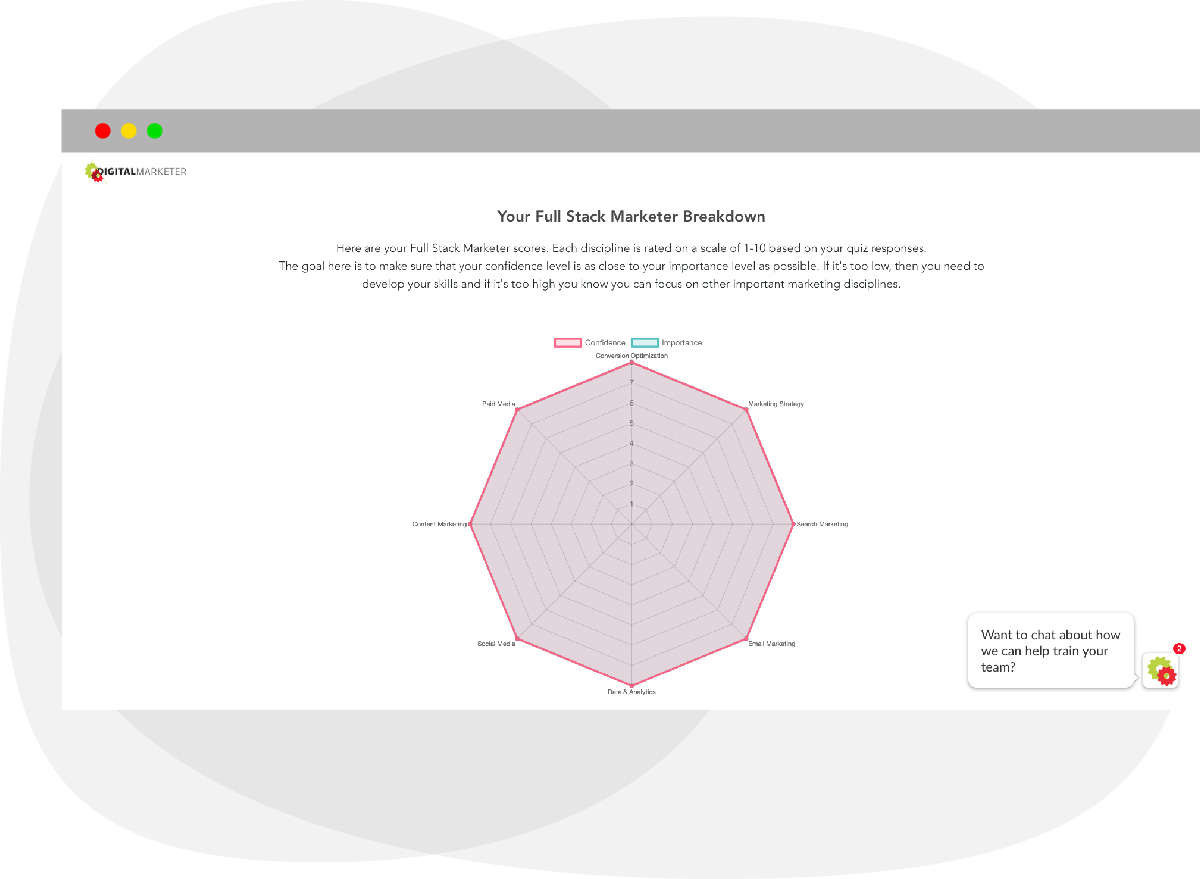 DIGITALMARKETER
Your Full Stack Marketer Breakdown
Here are your Full Stack Marketer scores. Each discipline is rated on a scale of 1-10 based on your quiz responses.
The goal here is to make sure that your confidence level is as close to your importance level as possible. If it's too low, then you need to
develop your skills and if it's too high you know you can focus on other important marketing disciplines.
Confidence Importance
Conversion Optimization
7
Paid Media 6 Marketing Strategy
5
4
3
2
1
Content Marketing Search Marketing
Social Media Email Marketing
Data & Analytics
Want to chat about how
we can help train your
team?
2